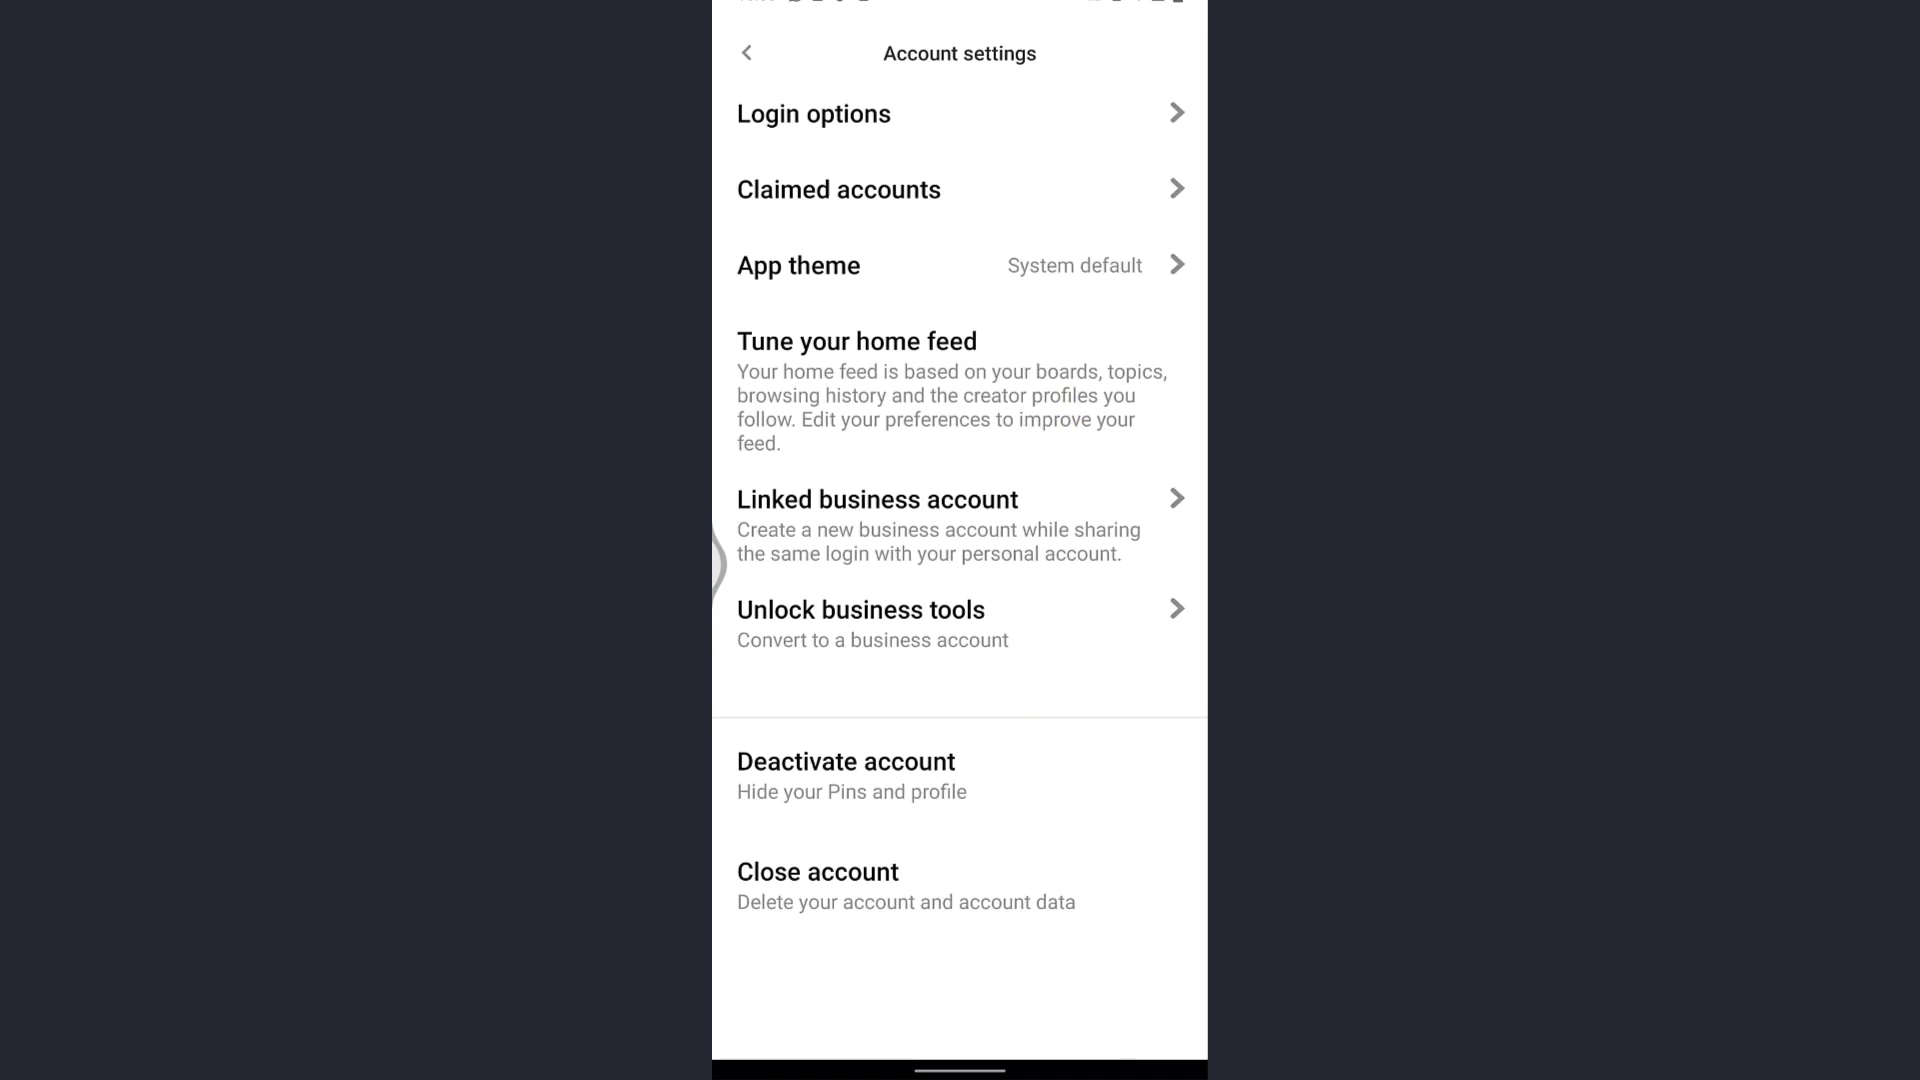 Account settings
Login options
Claimed accounts
App theme System default
Tune your home feed
Your home feed is based on your boards, topics,
browsing history and the creator profiles you
follow. Edit your preferences to improve your
feed.
Linked business account
Create a new business account while sharing
the same login with your personal account.
Unlock business tools
Convert to a business account
Deactivate account
Hide your Pins and profile
Close account
Delete your account and account data